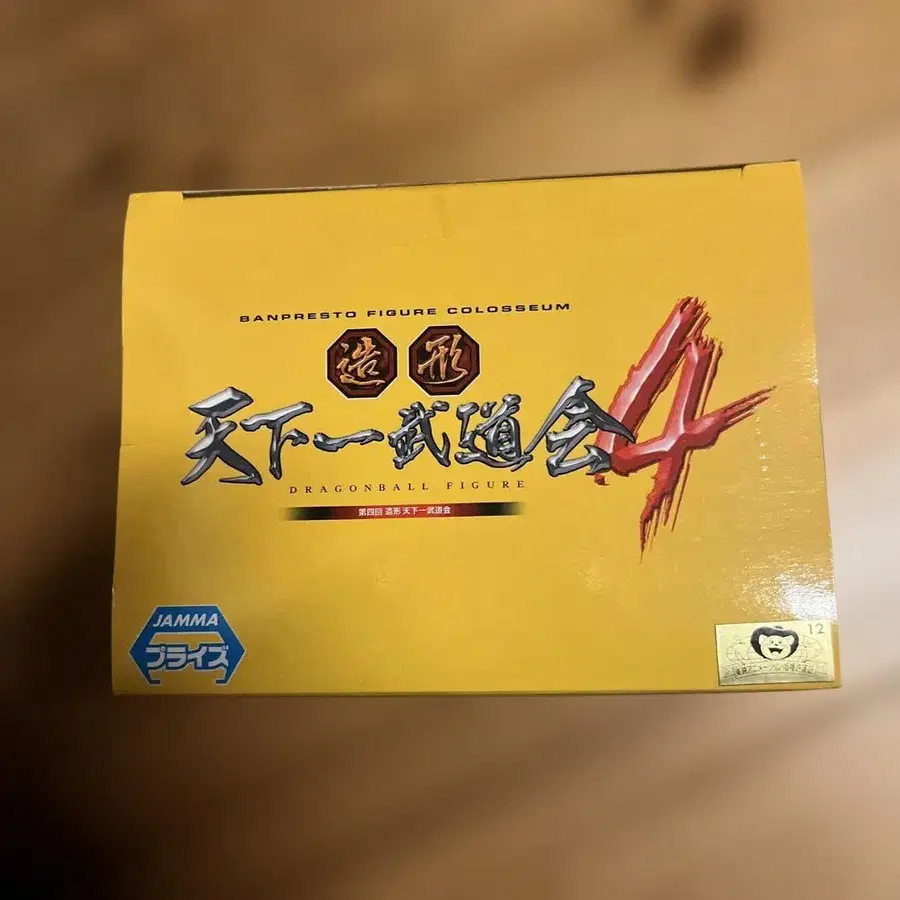 BANPRESTO FIGURE COLOSSEUM
造形
天下一武道会4
DRAGONBALL FIGURE
第四回 造形 天下一武道会
JAMMA
プライズ
12